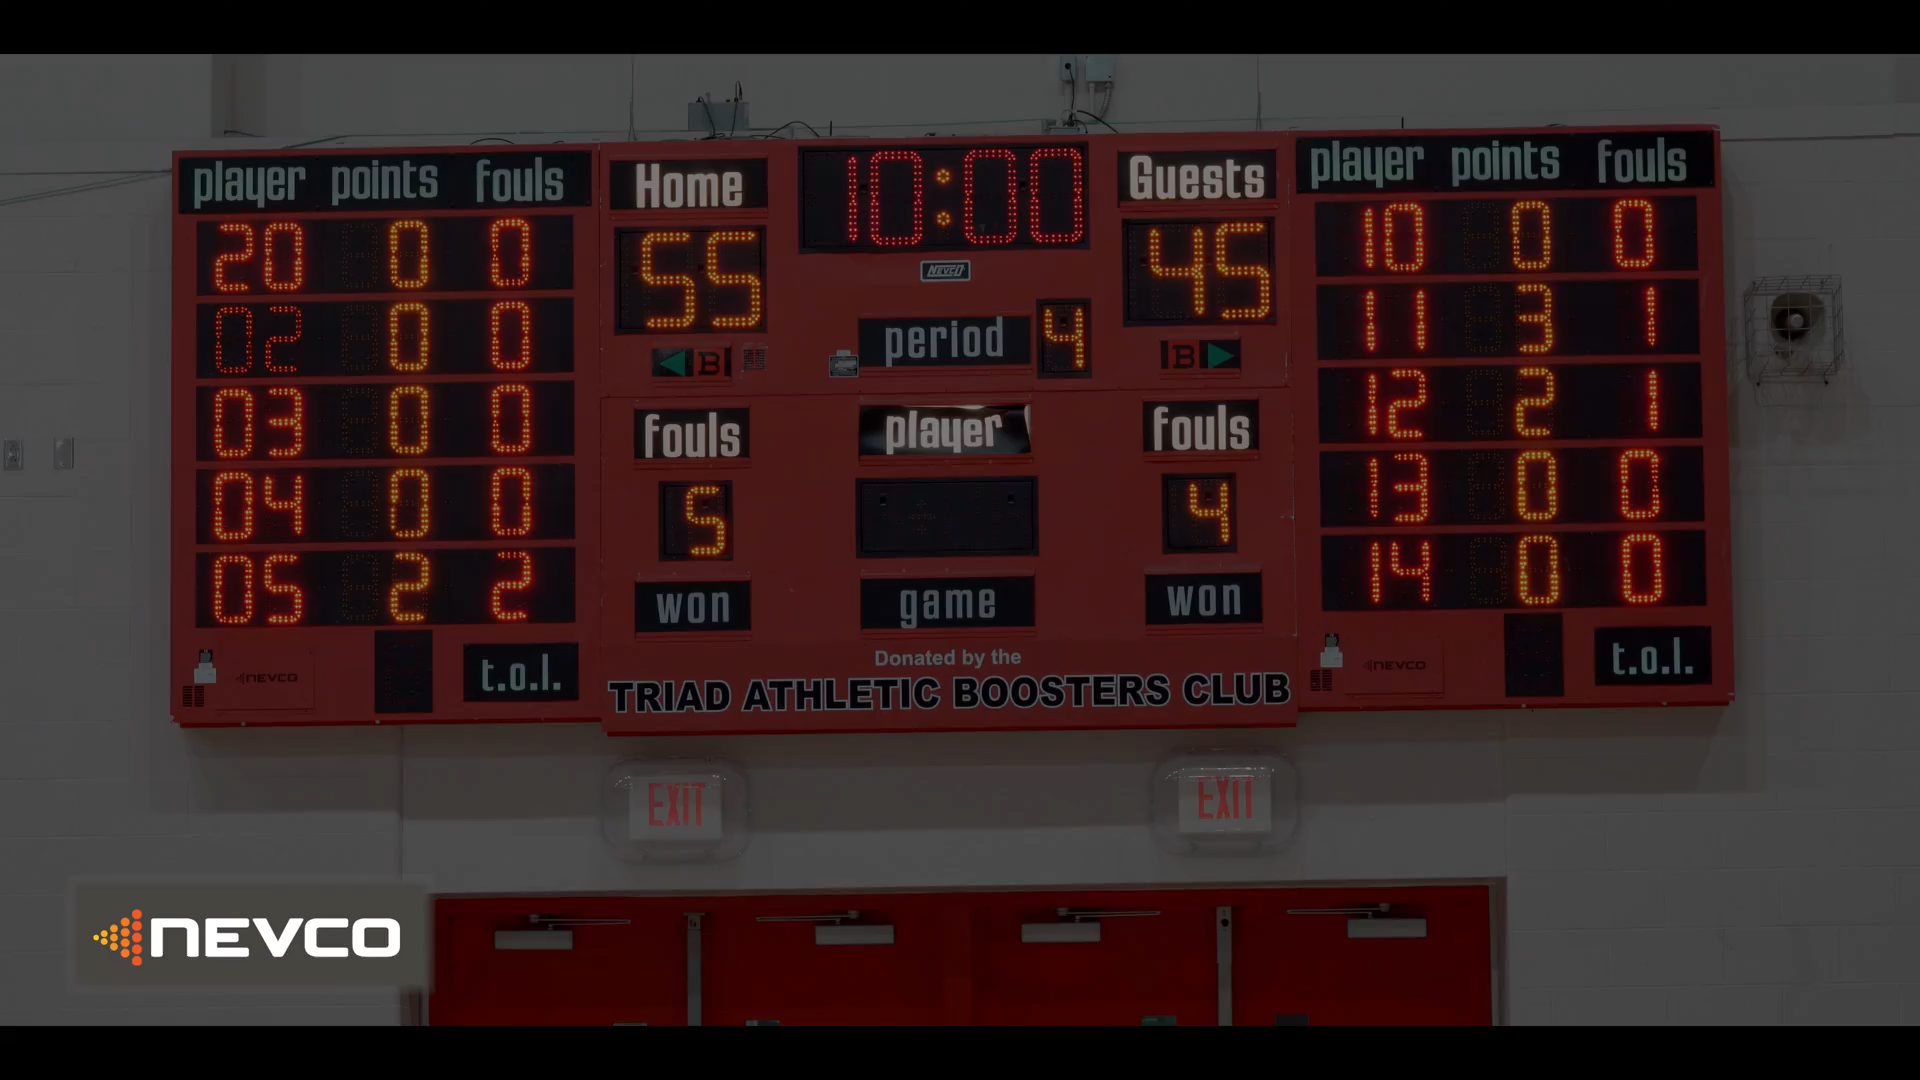 player points fouls
20 0 0
02 0 0
03 0 0
04 0 0
05 2 2
NEVCO
t.o.l.
Home
10:00
Guests
55
NEVCO
45
period 4
B
B
fouls
player
fouls
5
4
won
game
won
Donated by the
TRIAD ATHLETIC BOOSTERS CLUB
player points fouls
10 0 0
11 3 1
12 2 1
13 0 0
14 0 0
NEVCO
t.o.l.
EXIT
EXIT
NEVCO